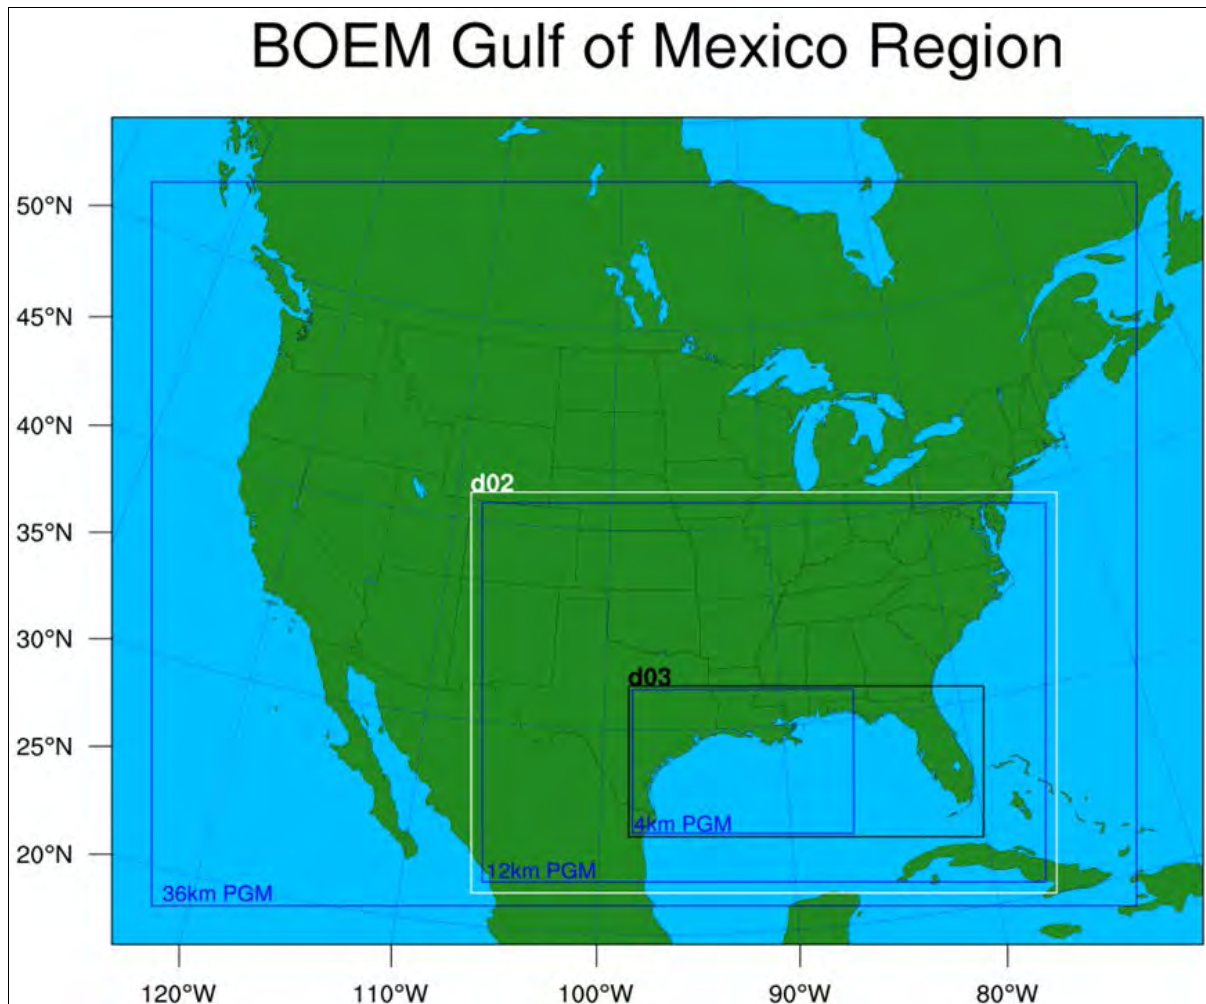 BOEM Gulf of Mexico Region
50°N
45°N
40°N
d02
35°N
30°N
d03
25°N
4km PGM
20°N
12km PGM
36km PGM
120°W 110°W 100°W 90°W 80°W